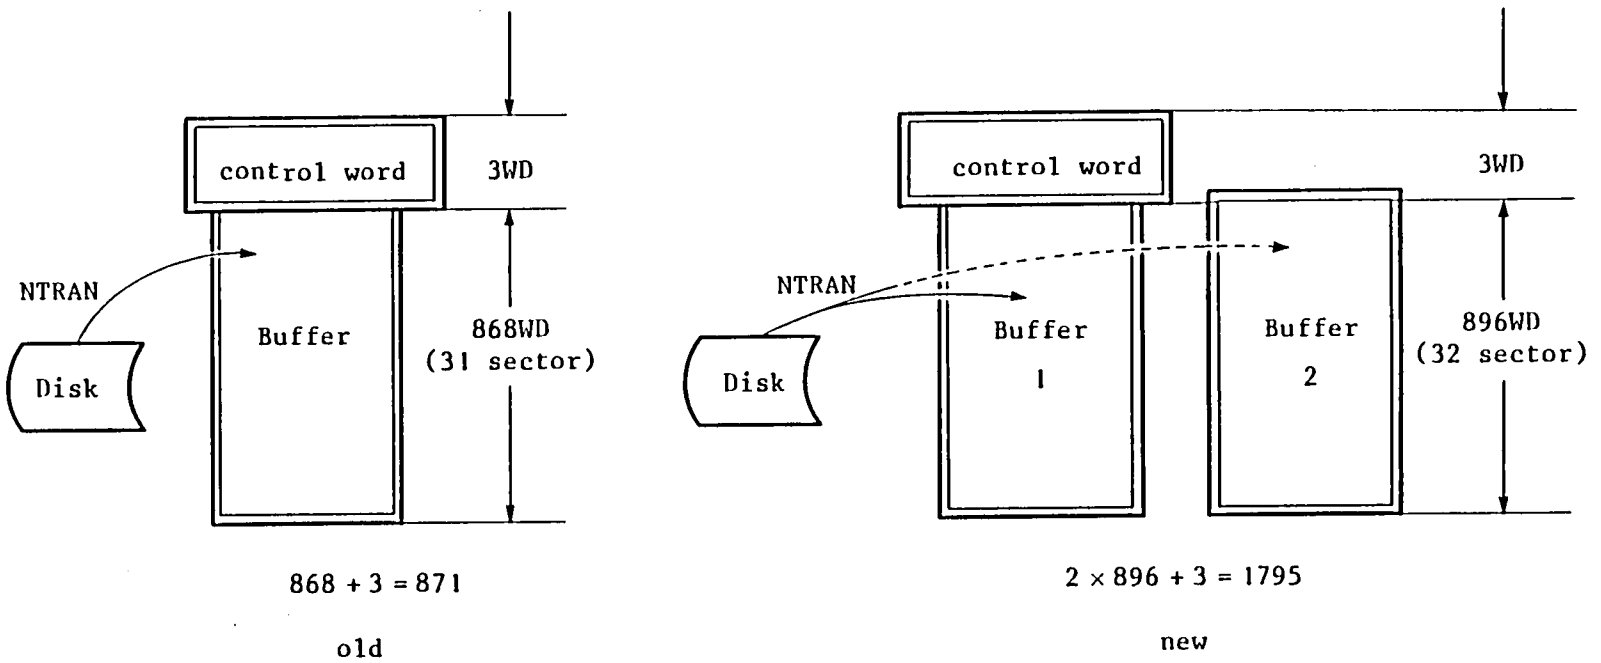 control word
3WD
NTRAN
Buffer
868WD
(31 sector)
Disk
868 + 3 = 871
old
control word
3WD
NTRAN
Buffer
1
Buffer
2
896WD
(32 sector)
Disk
2 × 896 + 3 = 1795
new